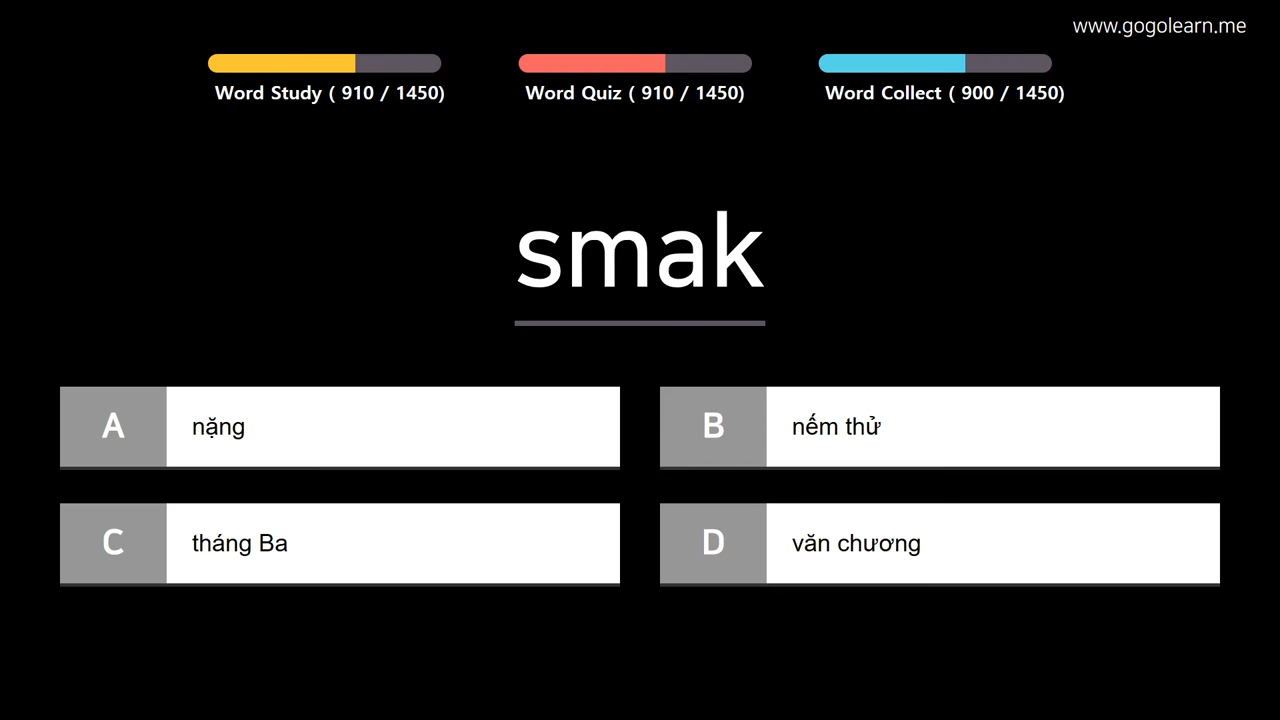 www.gogolearn.me
Word Study ( 910 / 1450)
Word Quiz ( 910 / 1450)
Word Collect ( 900 / 1450)
smak
A nặng
B nếm thử
C tháng Ba
D văn chương